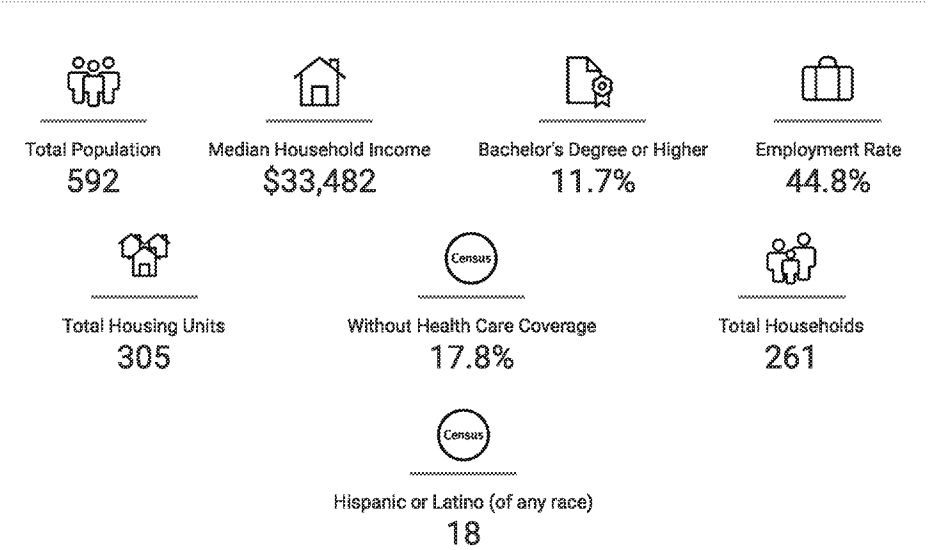 Total Population
592
Median Household Income
$33,482
Bachelor's Degree or Higher
11.7%
Employment Rate
44.8%
Total Housing Units
305
Census
Without Health Care Coverage
17.8%
Total Households
261
Census
Hispanic or Latino (of any race)
18